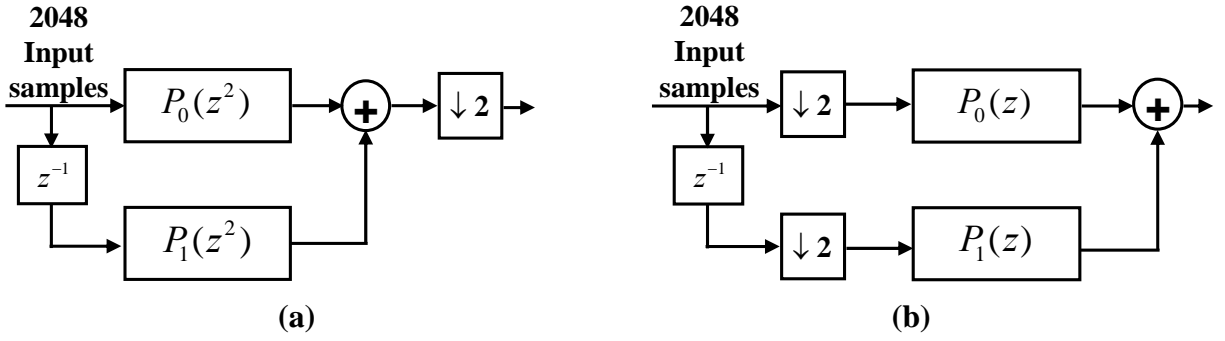 2048
Input
samples
P₀(z²)
+
↓ 2
z⁻¹
P₁(z²)
(a)
2048
Input
samples
↓ 2
P₀(z)
+
z⁻¹
↓ 2
P₁(z)
(b)